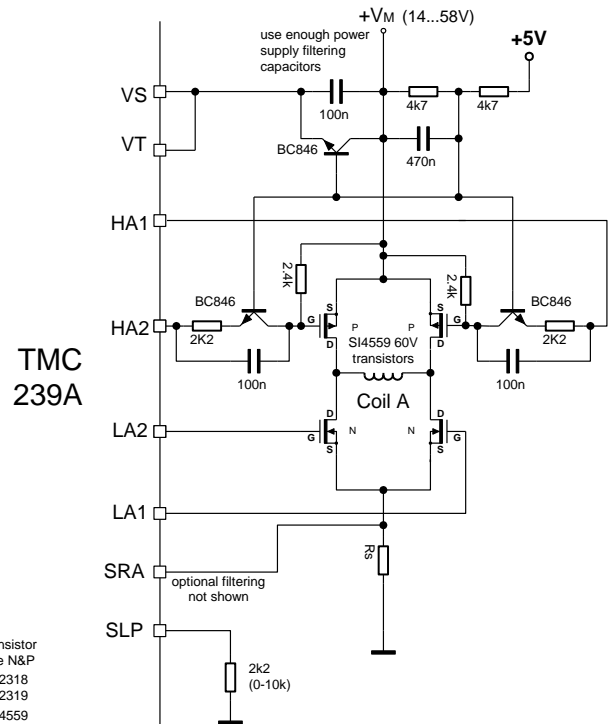 +VM (14...58V)
use enough power
supply filtering
capacitors
+5V
VS
100n
4k7
4k7
VT
BC846
470n
HA1
2.4k
2.4k
BC846
BC846
S
S
G
P
P
G
HA2
2K2
SI4559 60V
transistors
2K2
D
D
100n
100n
TMC
239A
Coil A
D
D
LA2
N
N
G
G
S
S
LA1
Rs
SRA
optional filtering
not shown
SLP
2k2
(0-10k)
e N&P
2318
2319
4559